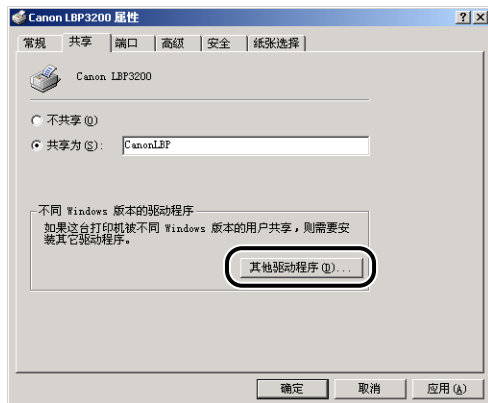 Canon LBP3200 属性
常规 共享 端口 高级 安全 纸张选择
Canon LBP3200
不共享(O)
共享为(S): CanonLBP
不同 Windows 版本的驱动程序
如果这台打印机被不同 Windows 版本的用户共享，则需要安
装其它驱动程序。
其他驱动程序(D)...
确定 取消 应用(A)